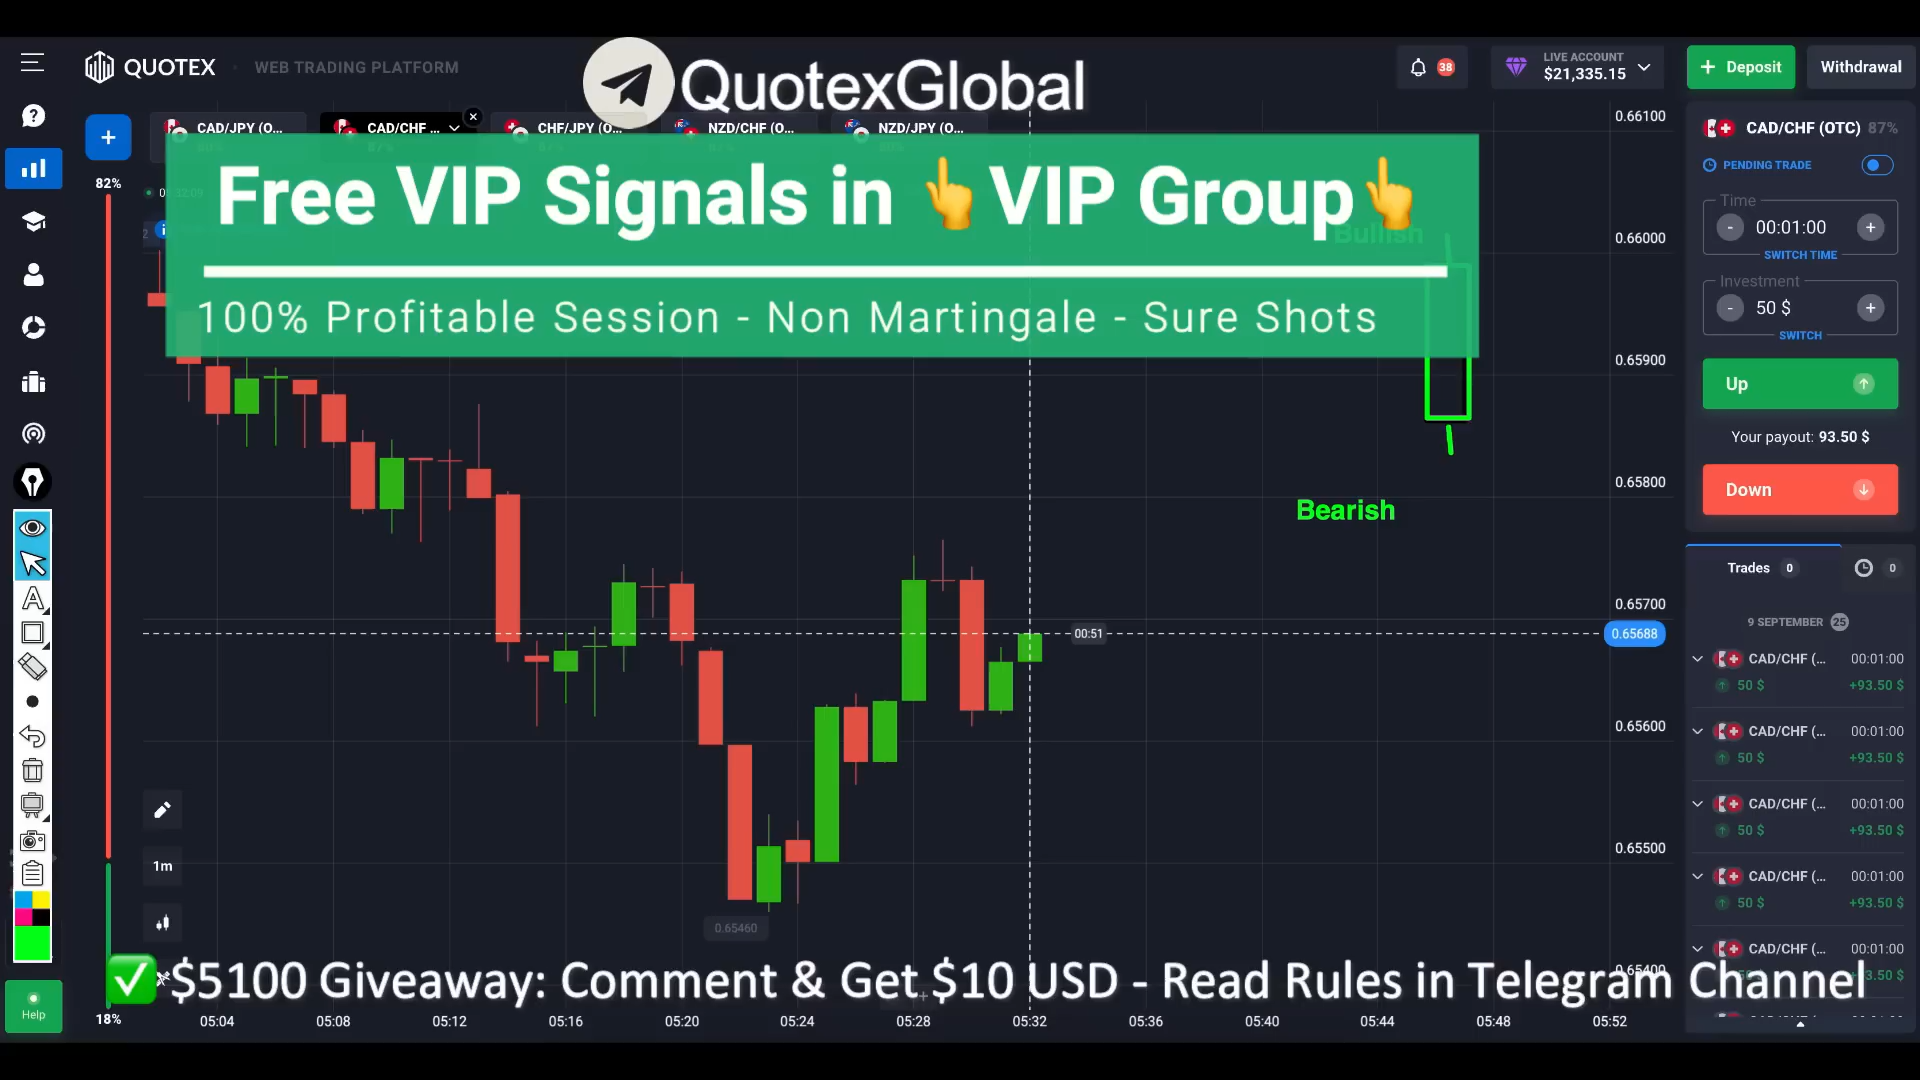 QUOTEX
WEB TRADING PLATFORM
QuotexGlobal
38
LIVE ACCOUNT
$21,335.15
+ Deposit
Withdrawal
CAD/JPY (O...
CAD/CHF ...
CHF/JPY (O...
NZD/CHF (O...
NZD/JPY (O...
Free VIP Signals in 👆VIP Group👆
100% Profitable Session - Non Martingale - Sure Shots
Bullish
Bearish
82%
18%
0.66100
0.66000
0.65900
0.65800
0.65700
0.65688
0.65600
0.65500
0.65400
00:51
0.65460
1m
CAD/CHF (OTC) 87%
PENDING TRADE
Time
- 00:01:00 +
SWITCH TIME
Investment
- 50 $ +
SWITCH
Up
Your payout: 93.50 $
Down
Trades 0
0
9 SEPTEMBER 25
CAD/CHF (... 00:01:00
50 $ +93.50 $
CAD/CHF (... 00:01:00
50 $ +93.50 $
CAD/CHF (... 00:01:00
50 $ +93.50 $
CAD/CHF (... 00:01:00
50 $ +93.50 $
CAD/CHF (... 00:01:00
✅$5100 Giveaway: Comment & Get $10 USD - Read Rules in Telegram Channel
Help
05:04 05:08 05:12 05:16 05:20 05:24 05:28 05:32 05:36 05:40 05:44 05:48 05:52